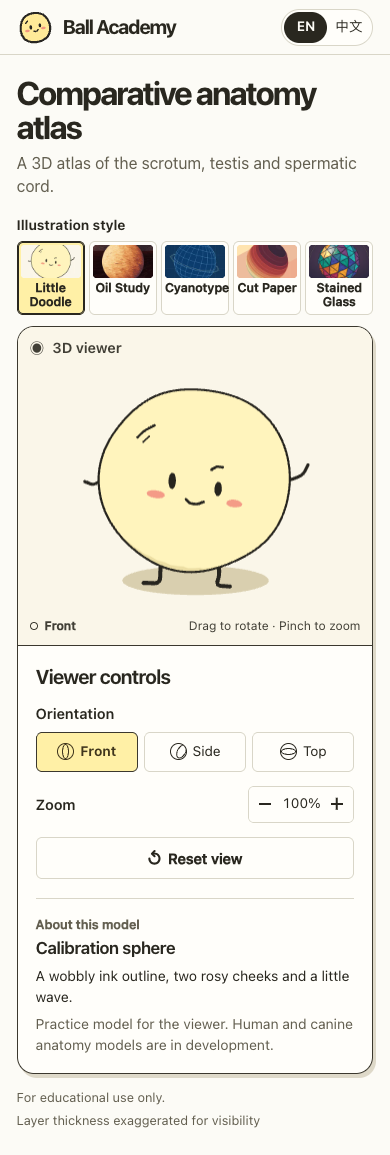 Ball Academy
EN
中文
Comparative anatomy
atlas
A 3D atlas of the scrotum, testis and spermatic
cord.
Illustration style
Little
Doodle
Oil Study
Cyanotype
Cut Paper
Stained
Glass
3D viewer
Front
Drag to rotate · Pinch to zoom
Viewer controls
Orientation
Front
Side
Top
Zoom
− 100% +
Reset view
About this model
Calibration sphere
A wobbly ink outline, two rosy cheeks and a little
wave.
Practice model for the viewer. Human and canine
anatomy models are in development.
For educational use only.
Layer thickness exaggerated for visibility